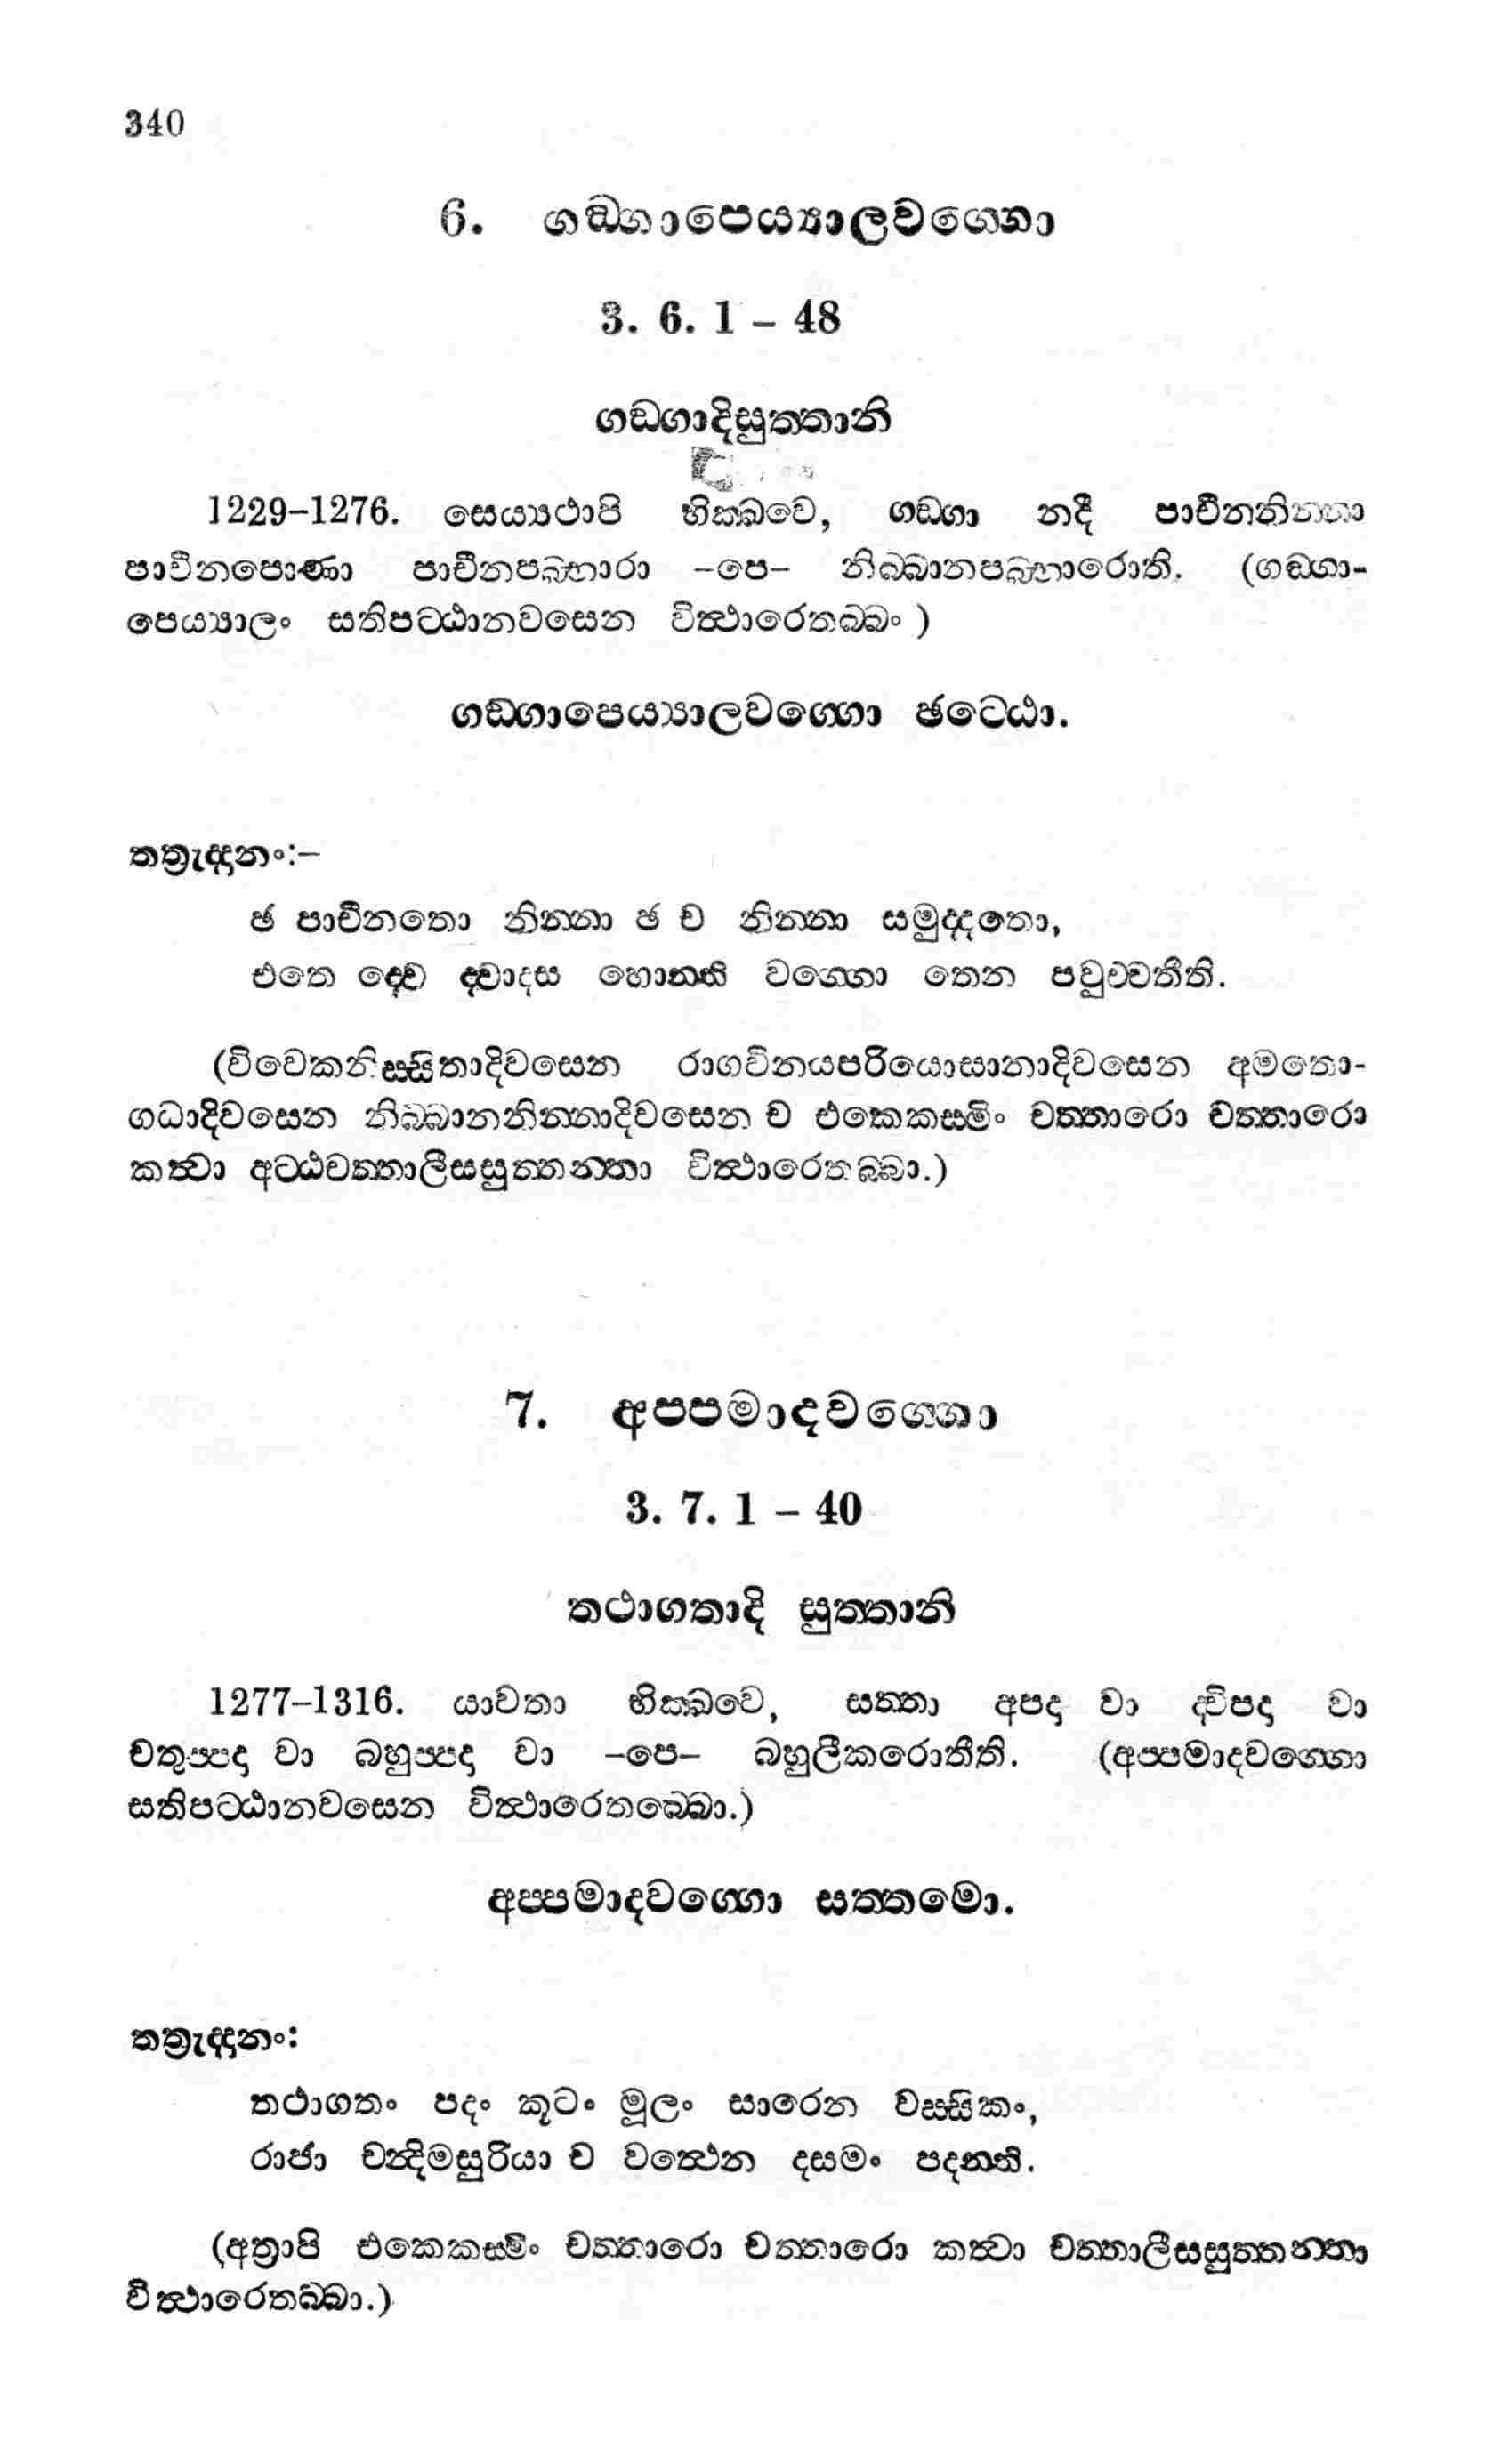 340
6. ගඞ්ගාපෙය්‍යාලවග්ගො
3. 6. 1 – 48
ගඞ්ගාදිසුත්තානි
1229–1276. සෙය්‍යථාපි භික්ඛවෙ, ගඞ්ගා නදී පාචීනනින්නා
පාචීනපොණා පාචීනපබ්භාරා –පෙ– නිබ්බානපබ්භාරොති. (ගඞ්ගා-
පෙය්‍යාලං සතිපට්ඨානවසෙන විත්ථාරෙතබ්බං )
ගඞ්ගාපෙය්‍යාලවග්ගො ඡට්ඨො.
තත්‍රැද්දානං:–
ඡ පාචීනතො නින්නා ඡ ච නින්නා සමුද්දතො,
එතෙ ද්වෙ ද්වාදස හොන්ති වග්ගො තෙන පවුච්චතීති.
(විවෙකනිස්සිතාදිවසෙන රාගවිනයපරියොසානාදිවසෙන අමතො-
ගධාදිවසෙන නිබ්බානනින්නාදිවසෙන ච එකෙකස්මිං චත්තාරො චත්තාරො
කත්වා අට්ඨචත්තාලීසසුත්තන්තා විත්ථාරෙතබ්බා.)
7. අප්පමාදවග්ගො
3. 7. 1 – 40
තථාගතාදි සුත්තානි
1277–1316. යාවතා භික්ඛවෙ, සත්තා අපදා වා ද්විපදා වා
චතුප්පදා වා බහුප්පදා වා –පෙ– බහුලීකරොතීති. (අප්පමාදවග්ගො
සතිපට්ඨානවසෙන විත්ථාරෙතබ්බො.)
අප්පමාදවග්ගො සත්තමො.
තත්‍රැද්දානං:
තථාගතං පදං කූටං මූලං සාරෙන වස්සිකං,
රාජා චන්දිමසුරියා ච වත්ථෙන දසමං පදන්ති.
(අත්‍රාපි එකෙකස්මිං චත්තාරො චත්තාරො කත්වා චත්තාලීසසුත්තන්තා
විත්ථාරෙතබ්බා.)